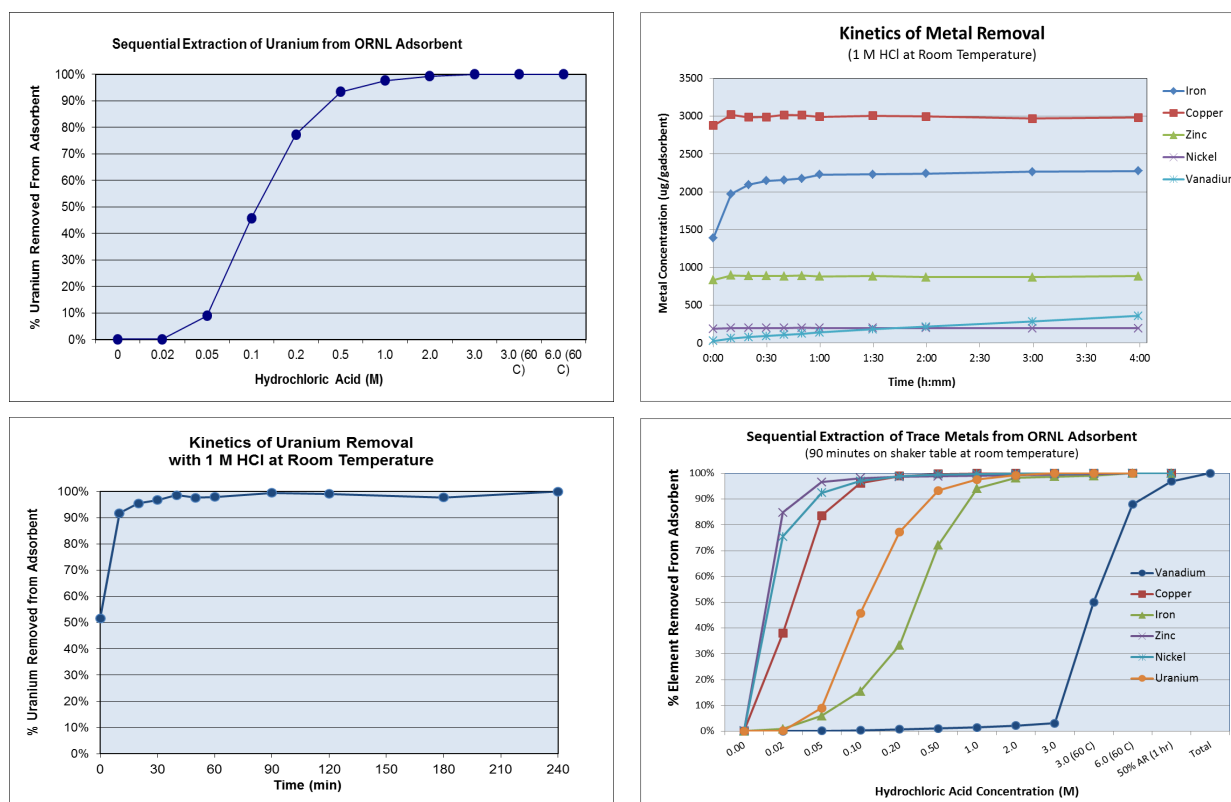 Sequential Extraction of Uranium from ORNL Adsorbent
% Uranium Removed From Adsorbent
100%
90%
80%
70%
60%
50%
40%
30%
20%
10%
0%
0 0.02 0.05 0.1 0.2 0.5 1.0 2.0 3.0 3.0 (60 C) 6.0 (60 C)
Hydrochloric Acid (M)
Kinetics of Metal Removal
(1 M HCl at Room Temperature)
Metal Concentration (ug/gadsorbent)
3500
3000
2500
2000
1500
1000
500
0
0:00 0:30 1:00 1:30 2:00 3:00 3:30 4:00
Time (h:mm)
Iron
Copper
Zinc
Nickel
Vanadium
Kinetics of Uranium Removal
with 1 M HCl at Room Temperature
% Uranium Removed from Adsorbent
100%
90%
80%
70%
60%
50%
40%
30%
20%
10%
0%
0 30 60 90 120 150 180 210 240
Time (min)
Sequential Extraction of Trace Metals from ORNL Adsorbent
(90 minutes on shaker table at room temperature)
% Element Removed From Adsorbent
100%
90%
80%
70%
60%
50%
40%
30%
20%
10%
0%
Vanadium
Copper
Iron
Zinc
Nickel
Uranium
0.00 0.02 0.05 0.10 0.20 0.50 1.0 2.0 3.0 3.0 (60 C) 6.0 (60 C) 50% AR (1 hr) Total
Hydrochloric Acid Concentration (M)